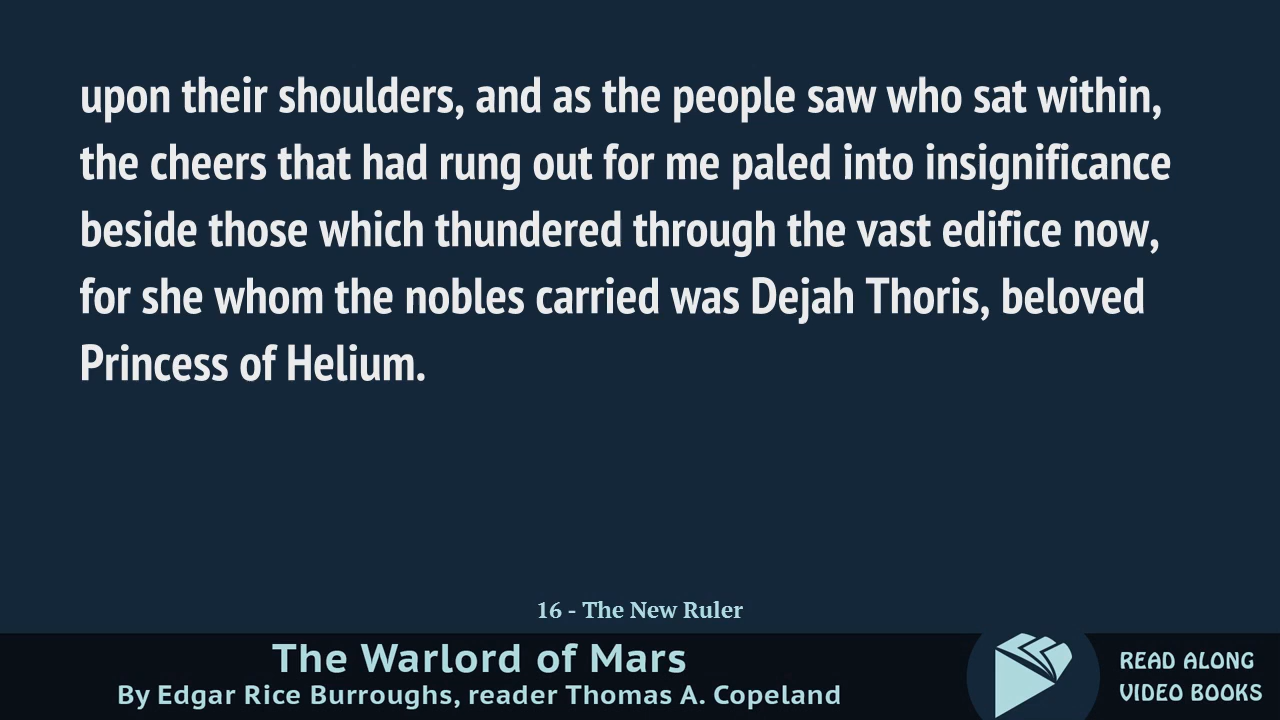 upon their shoulders, and as the people saw who sat within,
the cheers that had rung out for me paled into insignificance
beside those which thundered through the vast edifice now,
for she whom the nobles carried was Dejah Thoris, beloved
Princess of Helium.
16 - The New Ruler
The Warlord of Mars
By Edgar Rice Burroughs, reader Thomas A. Copeland
READ ALONG
VIDEO BOOKS